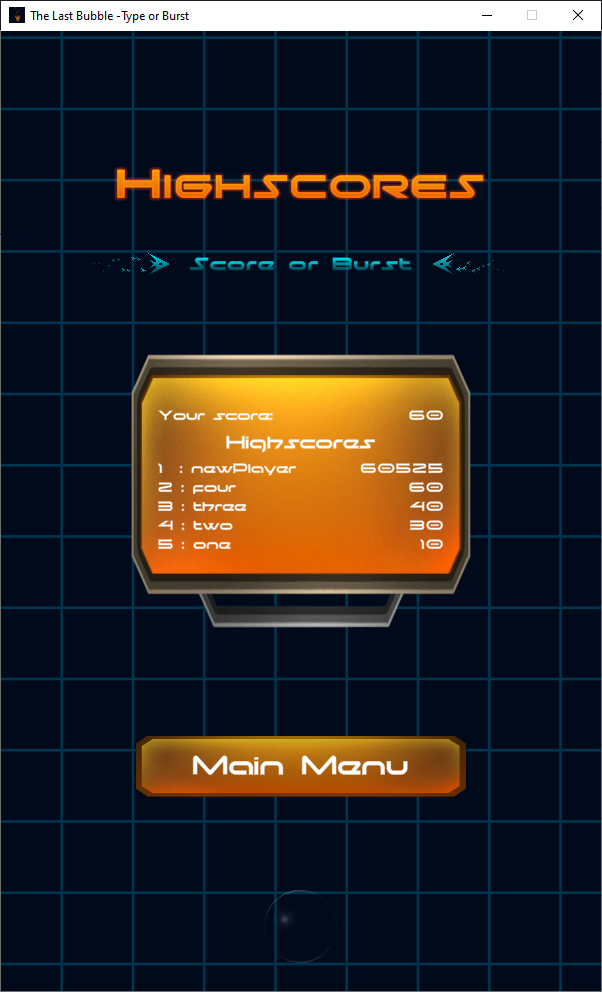 The Last Bubble -Type or Burst
Highscores
Score or Burst
Your score: 60
Highscores
1 : newPlayer 60525
2 : four 60
3 : three 40
4 : two 30
5 : one 10
Main Menu